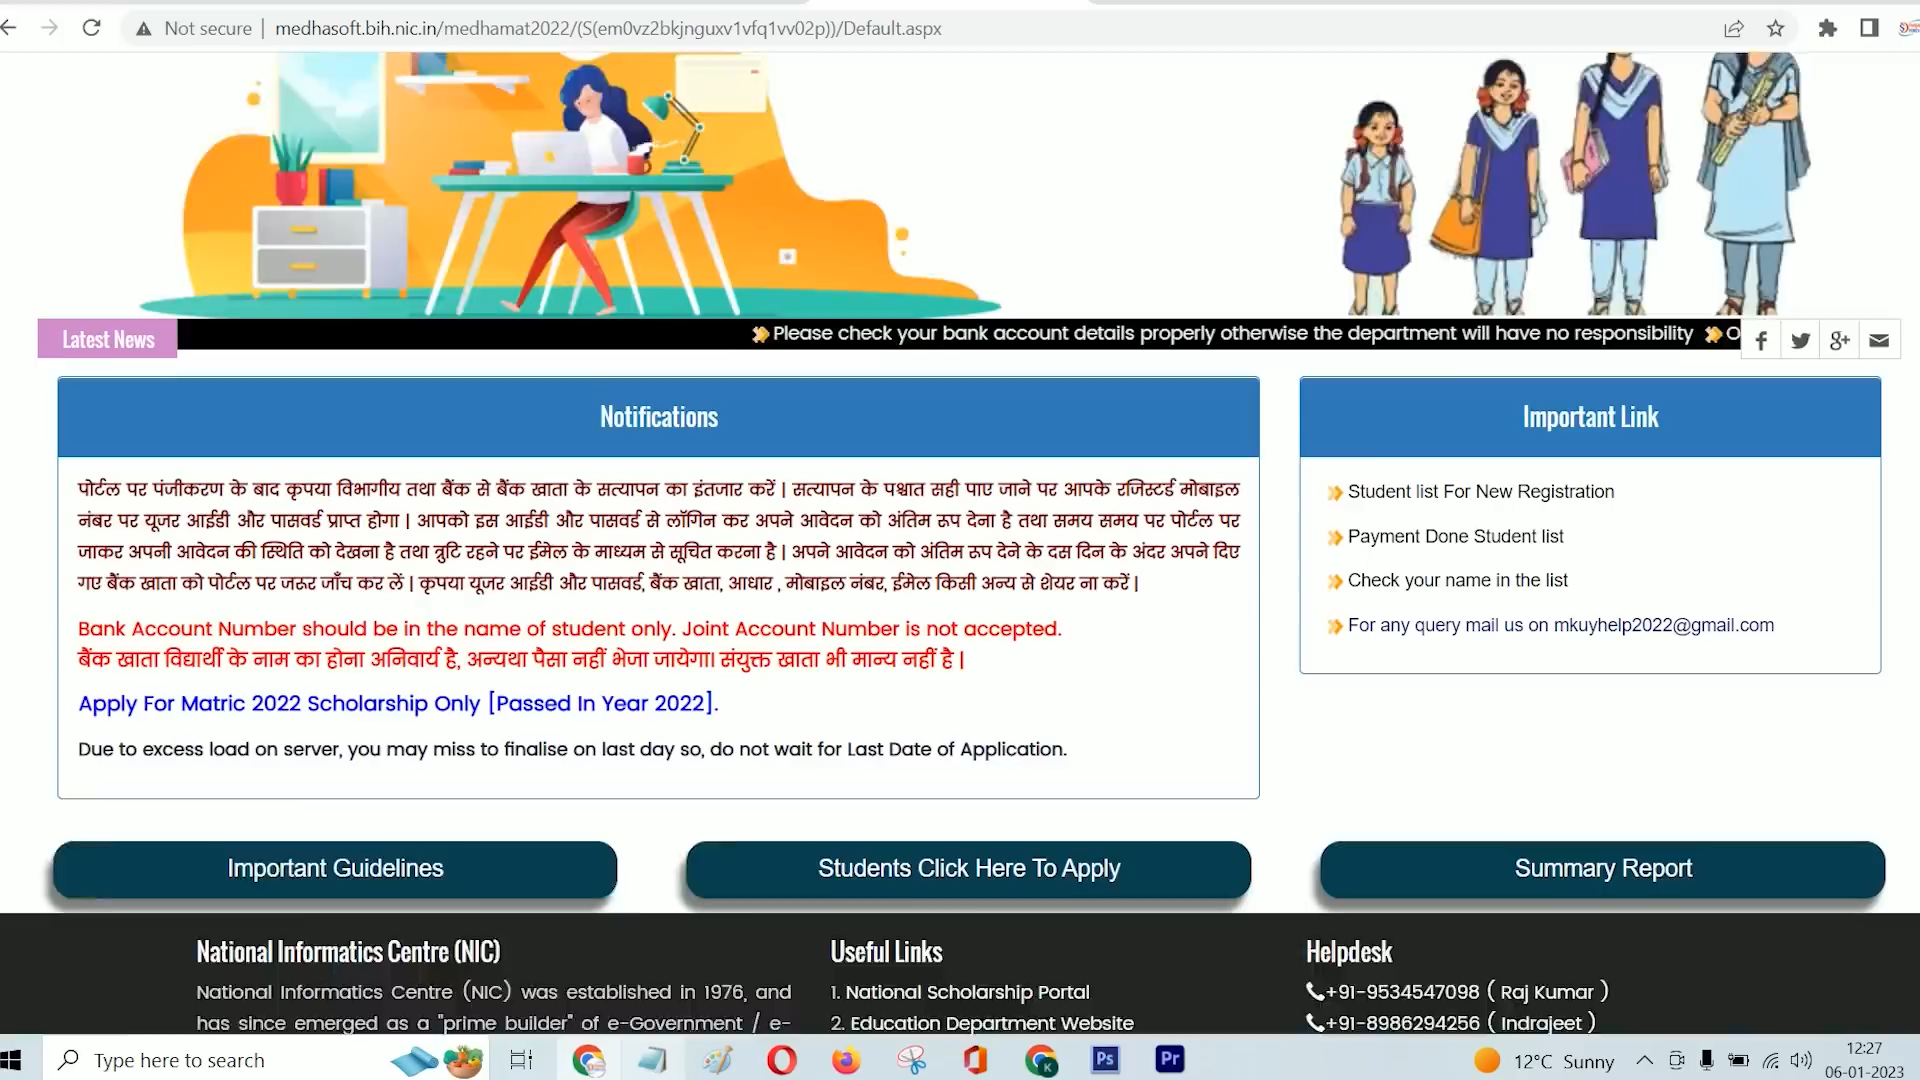 Not secure
medhasoft.bih.nic.in/medhamat2022/(S(em0vz2bkjnguxv1vfq1vv02p))/Default.aspx
Latest News
Please check your bank account details properly otherwise the department will have no responsibility
Notifications
पोर्टल पर पंजीकरण के बाद कृपया विभागीय तथा बैंक से बैंक खाता के सत्यापन का इंतजार करें | सत्यापन के पश्चात सही पाए जाने पर आपके रजिस्टर्ड मोबाइल
नंबर पर यूजर आईडी और पासवर्ड प्राप्त होगा | आपको इस आईडी और पासवर्ड से लॉगिन कर अपने आवेदन को अंतिम रूप देना है तथा समय समय पर पोर्टल पर
जाकर अपनी आवेदन की स्थिति को देखना है तथा त्रुटि रहने पर ईमेल के माध्यम से सूचित करना है | अपने आवेदन को अंतिम रूप देने के दस दिन के अंदर अपने दिए
गए बैंक खाता को पोर्टल पर जरूर जाँच कर लें | कृपया यूजर आईडी और पासवर्ड, बैंक खाता, आधार , मोबाइल नंबर, ईमेल किसी अन्य से शेयर ना करें |
Bank Account Number should be in the name of student only. Joint Account Number is not accepted.
बैंक खाता विद्यार्थी के नाम का होना अनिवार्य है, अन्यथा पैसा नहीं भेजा जायेगा। संयुक्त खाता भी मान्य नहीं है |
Apply For Matric 2022 Scholarship Only [Passed In Year 2022].
Due to excess load on server, you may miss to finalise on last day so, do not wait for Last Date of Application.
Important Link
Student list For New Registration
Payment Done Student list
Check your name in the list
For any query mail us on mkuyhelp2022@gmail.com
Important Guidelines
Students Click Here To Apply
Summary Report
National Informatics Centre (NIC)
National Informatics Centre (NIC) was established in 1976, and
has since emerged as a "prime builder" of e-Government / e-
Useful Links
1. National Scholarship Portal
2. Education Department Website
Helpdesk
+91-9534547098 ( Raj Kumar )
+91-8986294256 ( Indrajeet )
Type here to search
Ps
Pr
12°C Sunny
12:27
06-01-2023